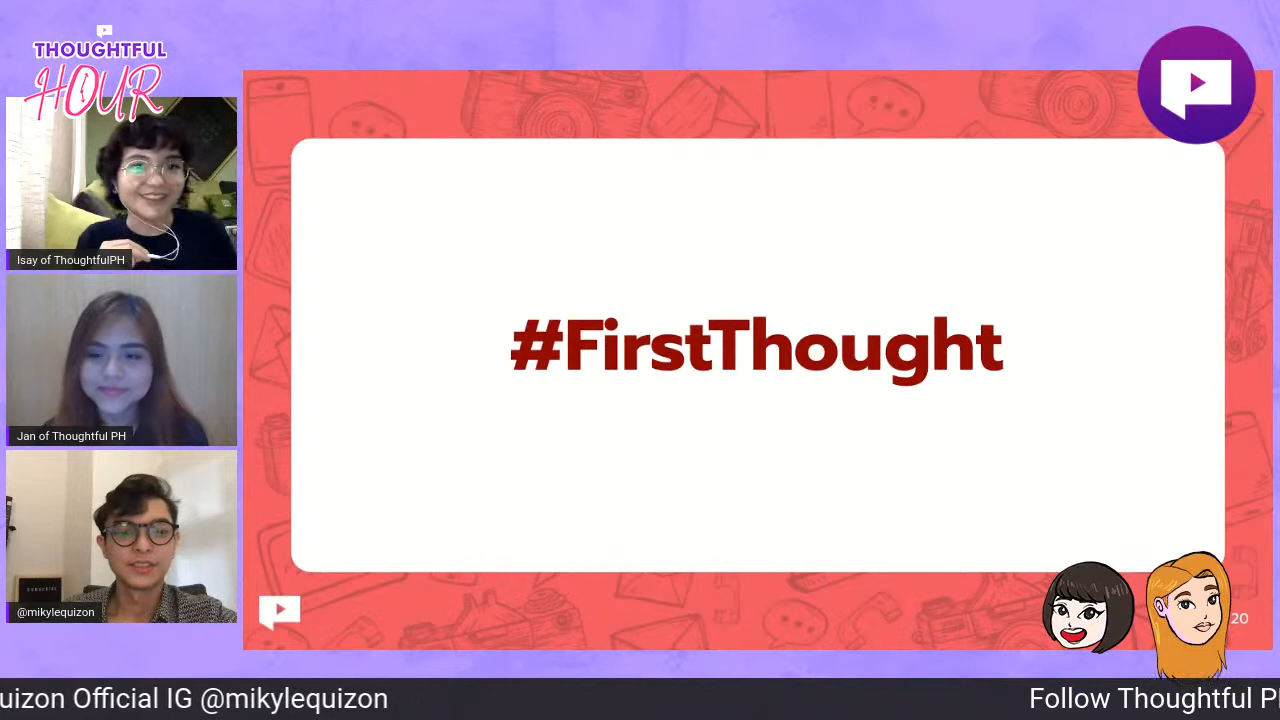 THOUGHTFUL
HOUR
Isay of ThoughtfulPH
Jan of Thoughtful PH
@mikylequizon
#FirstThought
20
uizon Official IG @mikylequizon
Follow Thoughtful P